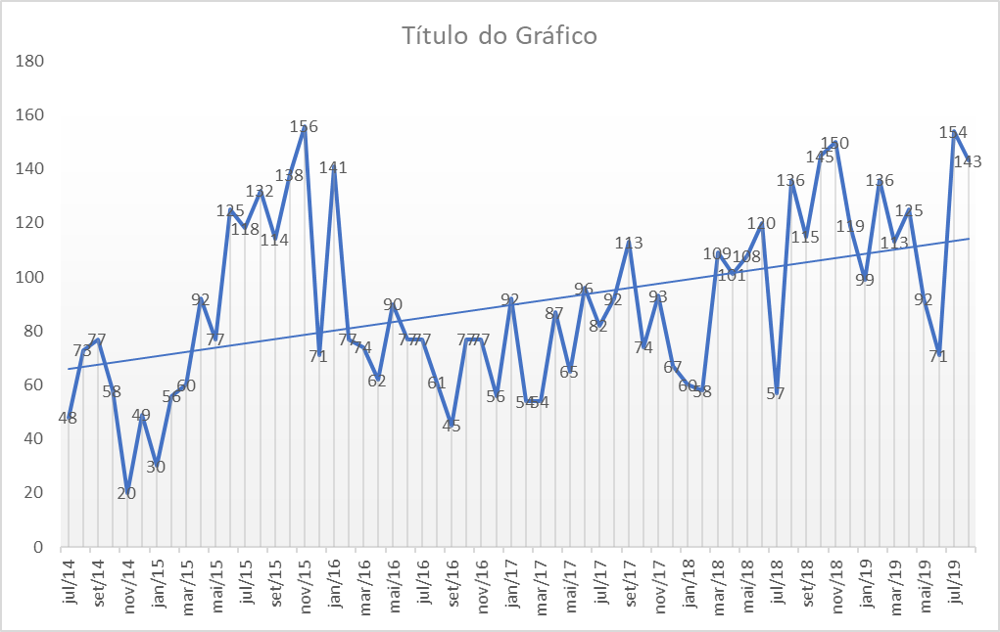 Título do Gráfico
180
160
140
120
100
80
60
40
20
0
48
73
77
58
20
49
30
56
60
92
77
125
118
132
114
138
156
71
141
77
74
62
90
77
77
61
45
77
77
56
92
54
54
87
65
96
82
92
113
74
93
67
60
58
109
101
108
120
57
136
115
145
150
119
99
136
113
125
92
71
154
143
jul/14
set/14
nov/14
jan/15
mar/15
mai/15
jul/15
set/15
nov/15
jan/16
mar/16
mai/16
jul/16
set/16
nov/16
jan/17
mar/17
mai/17
jul/17
set/17
nov/17
jan/18
mar/18
mai/18
jul/18
set/18
nov/18
jan/19
mar/19
mai/19
jul/19